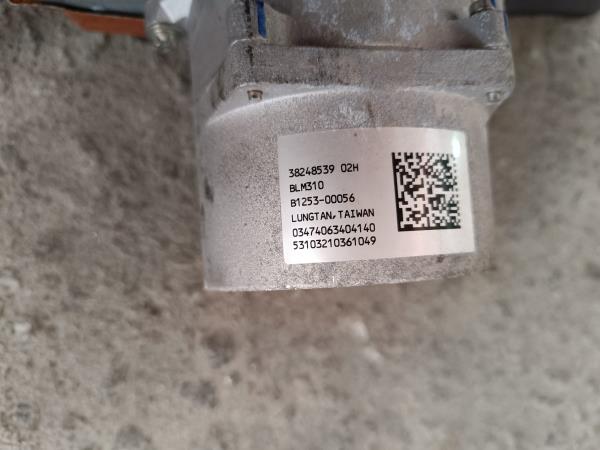 38248539 02H
BLM310
B1253-00056
LUNGTAN,TAIWAN
03474063404140
53103210361049